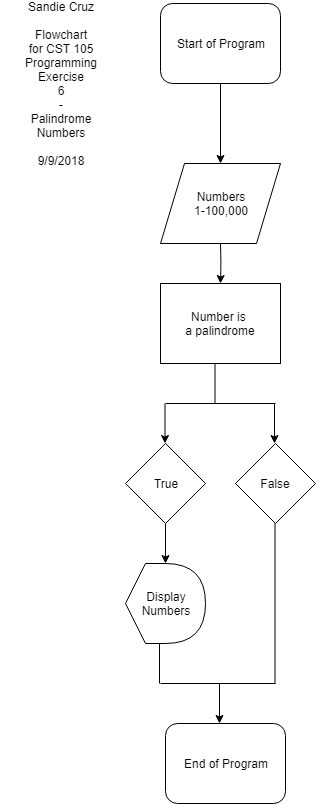 Sandie Cruz
Flowchart
for CST 105
Programming
Exercise
6
-
Palindrome
Numbers
9/9/2018
Start of Program
Numbers
1-100,000
Number is
a palindrome
True
False
Display
Numbers
End of Program